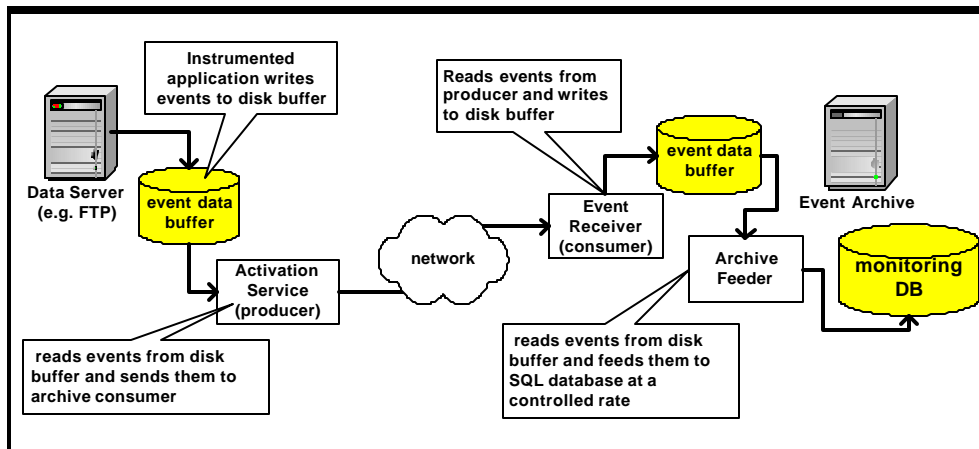 Instrumented
application writes
events to disk buffer
Data Server
(e.g. FTP)
event data
buffer
Activation
Service
(producer)
reads events from disk
buffer and sends them to
archive consumer
network
Reads events from
producer and writes
to disk buffer
Event
Receiver
(consumer)
event data
buffer
Event Archive
Archive
Feeder
monitoring
DB
reads events from disk
buffer and feeds them to
SQL database at a
controlled rate